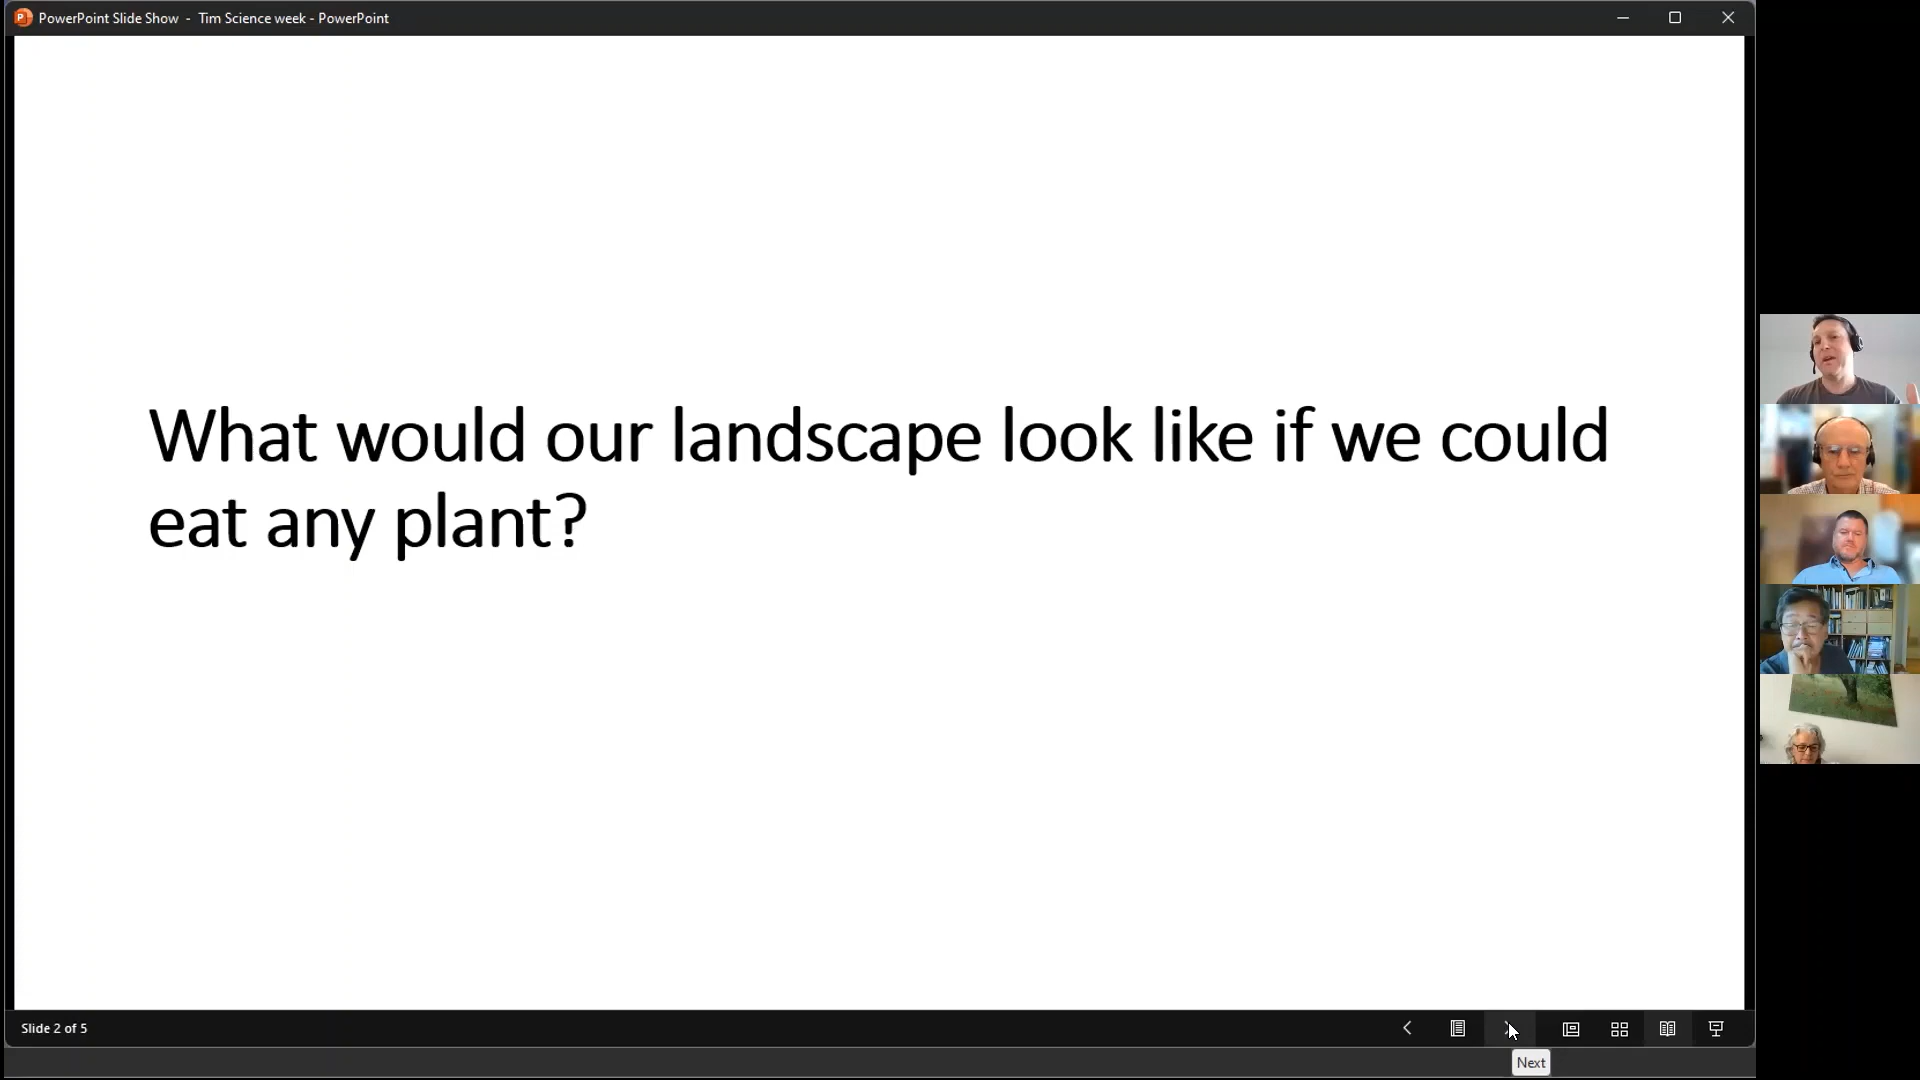 PowerPoint Slide Show - Tim Science week - PowerPoint
What would our landscape look like if we could
eat any plant?
Slide 2 of 5
Next